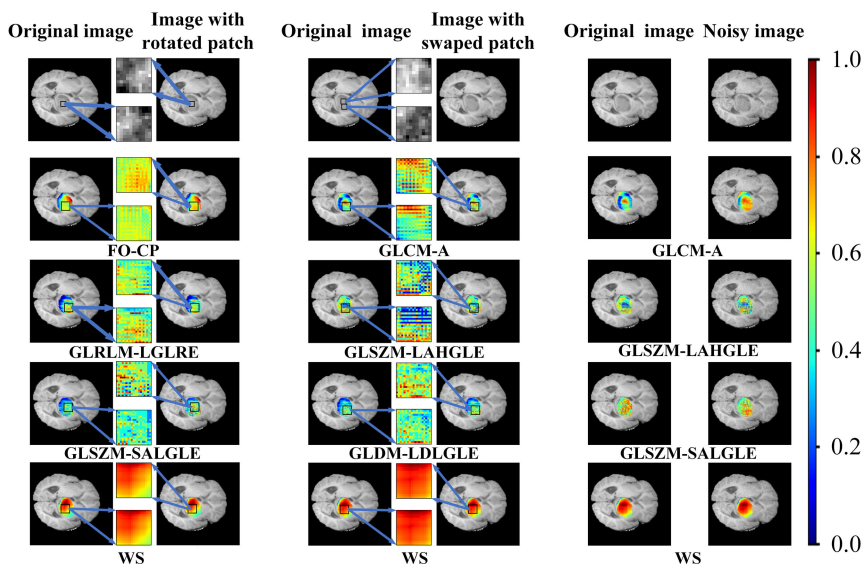 Original image
Image with
rotated patch
Original image
Image with
swaped patch
Original image
Noisy image
FO-CP
GLCM-A
GLCM-A
GLRLM-LGLRE
GLSZM-LAHGLE
GLSZM-LAHGLE
GLSZM-SALGLE
GLDM-LDLGLE
GLSZM-SALGLE
WS
WS
WS
1.0
0.8
0.6
0.4
0.2
0.0